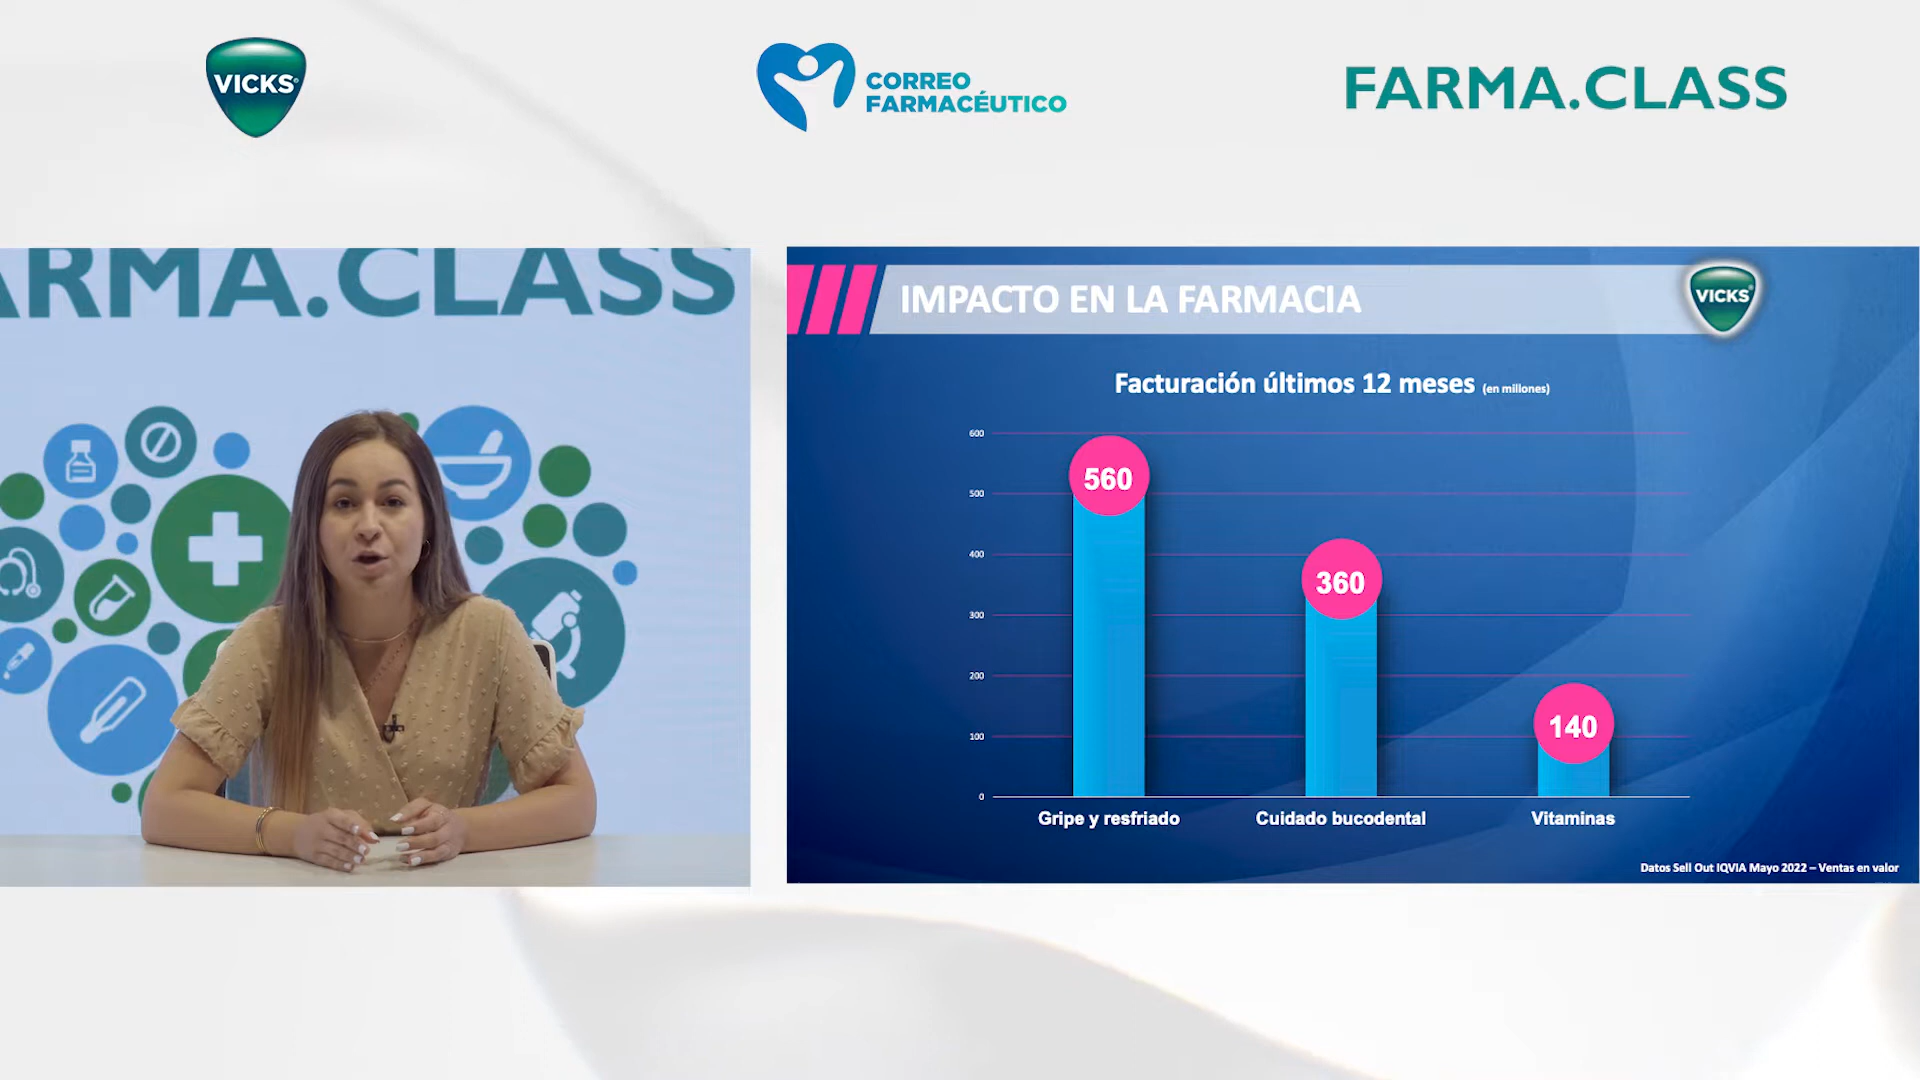 VICKS
CORREO
FARMACÉUTICO
FARMA.CLASS
ARMA.CLASS
IMPACTO EN LA FARMACIA
VICKS
Facturación últimos 12 meses (en millones)
600
500
400
300
200
100
0
560
360
140
Gripe y resfriado
Cuidado bucodental
Vitaminas
Datos Sell Out IQVIA Mayo 2022 – Ventas en valor